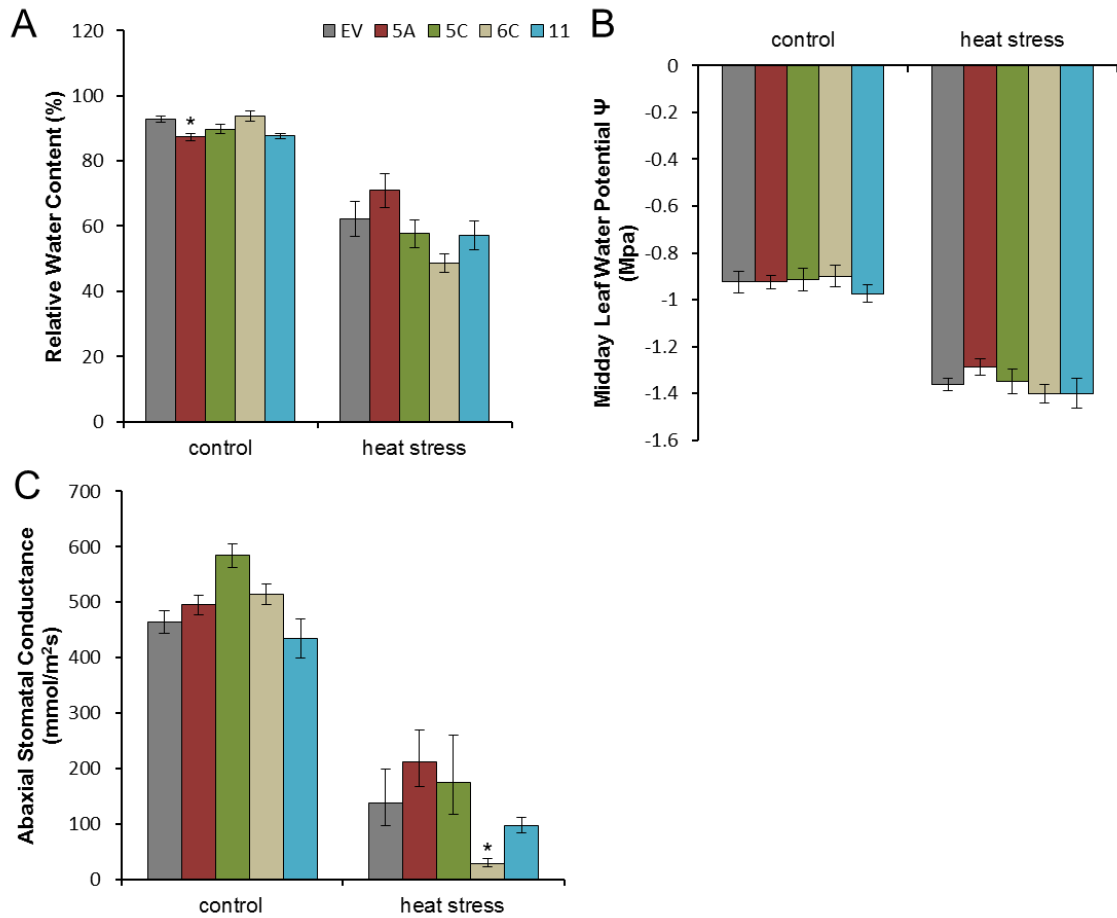 A
EV 5A 5C 6C 11
Relative Water Content (%)
120
100
80
60
40
20
0
*
control heat stress
B
control heat stress
Midday Leaf Water Potential Ψ
(Mpa)
0
-0.2
-0.4
-0.6
-0.8
-1
-1.2
-1.4
-1.6
C
Abaxial Stomatal Conductance
(mmol/m²s)
700
600
500
400
300
200
100
0
*
control heat stress